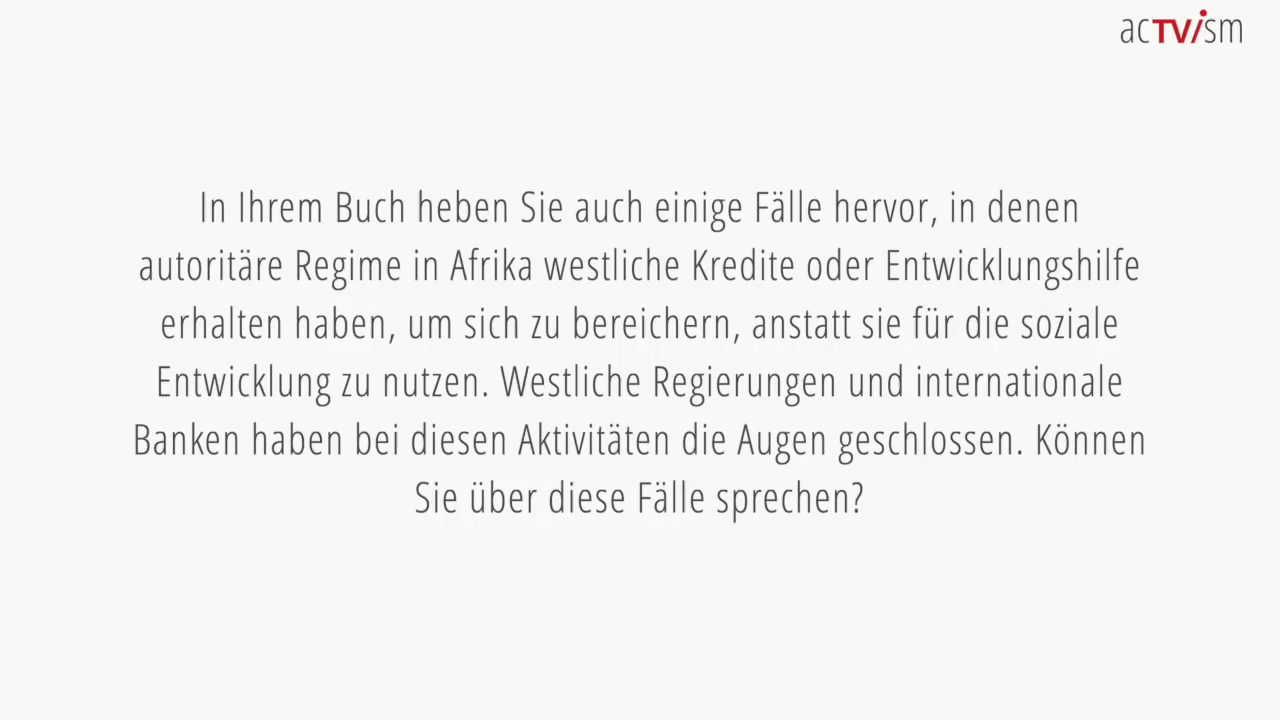 acTVism
In Ihrem Buch heben Sie auch einige Fälle hervor, in denen
autoritäre Regime in Afrika westliche Kredite oder Entwicklungshilfe
erhalten haben, um sich zu bereichern, anstatt sie für die soziale
Entwicklung zu nutzen. Westliche Regierungen und internationale
Banken haben bei diesen Aktivitäten die Augen geschlossen. Können
Sie über diese Fälle sprechen?